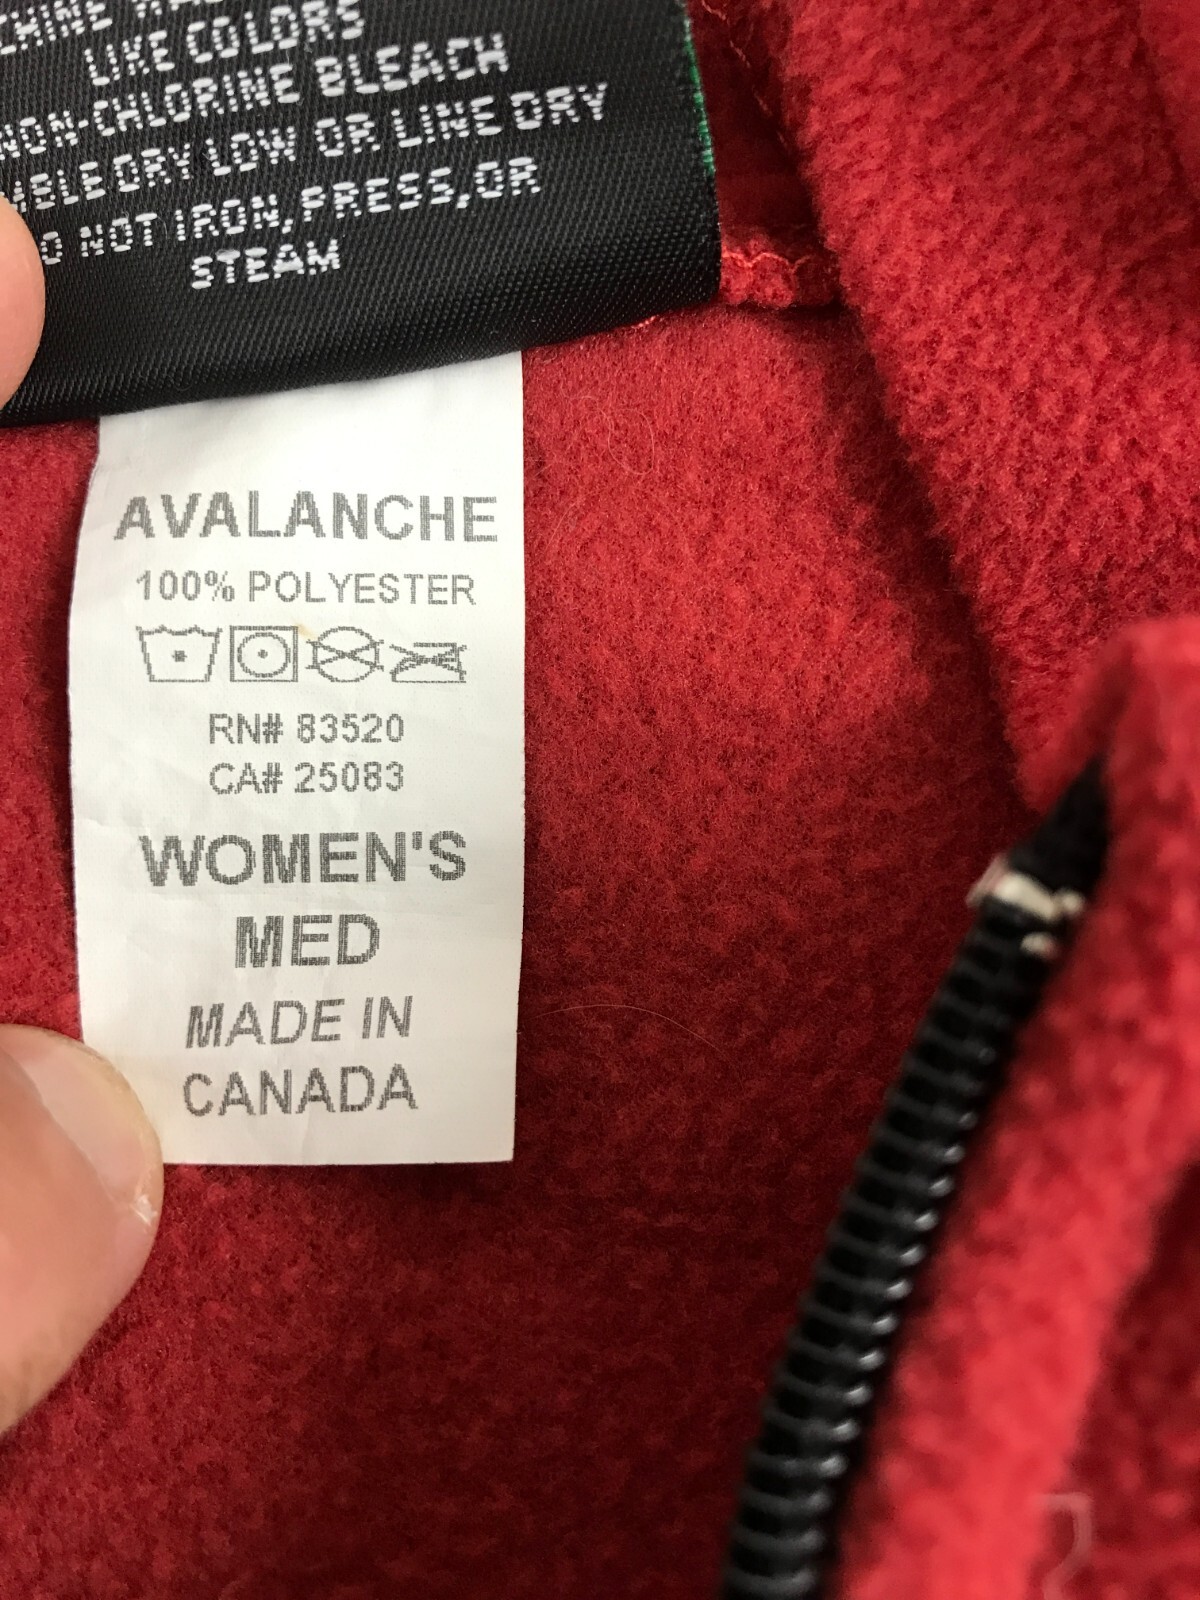 LIKE COLORS
NON-CHLORINE BLEACH
DRY LOW OR LINE DRY
NOT IRON, PRESS, OR
STEAM
AVALANCHE
100% POLYESTER
RN# 83520
CA# 25083
WOMEN'S
MED
MADE IN
CANADA